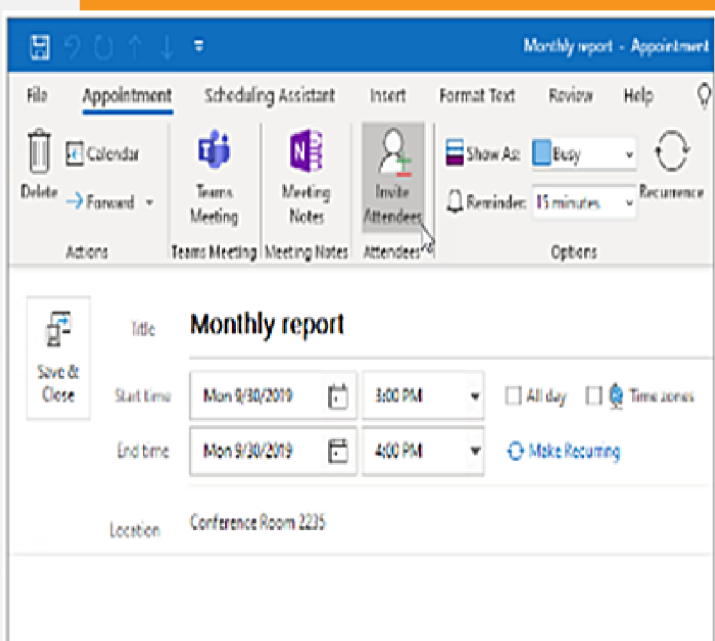 Monthly report - Appointment
File Appointment Scheduling Assistant Insert Format Text Review Help
Delete
Calendar
Forward
Actions
Teams Meeting
Teams Meeting
Meeting Notes
Meeting Notes
Invite Attendees
Attendees
Show As: Busy
Reminder: 15 minutes
Recurrence
Options
Save & Close
Title Monthly report
Start time Mon 9/30/2019 3:00 PM All day Time zones
End time Mon 9/30/2019 4:00 PM Make Recurring
Location Conference Room 2235